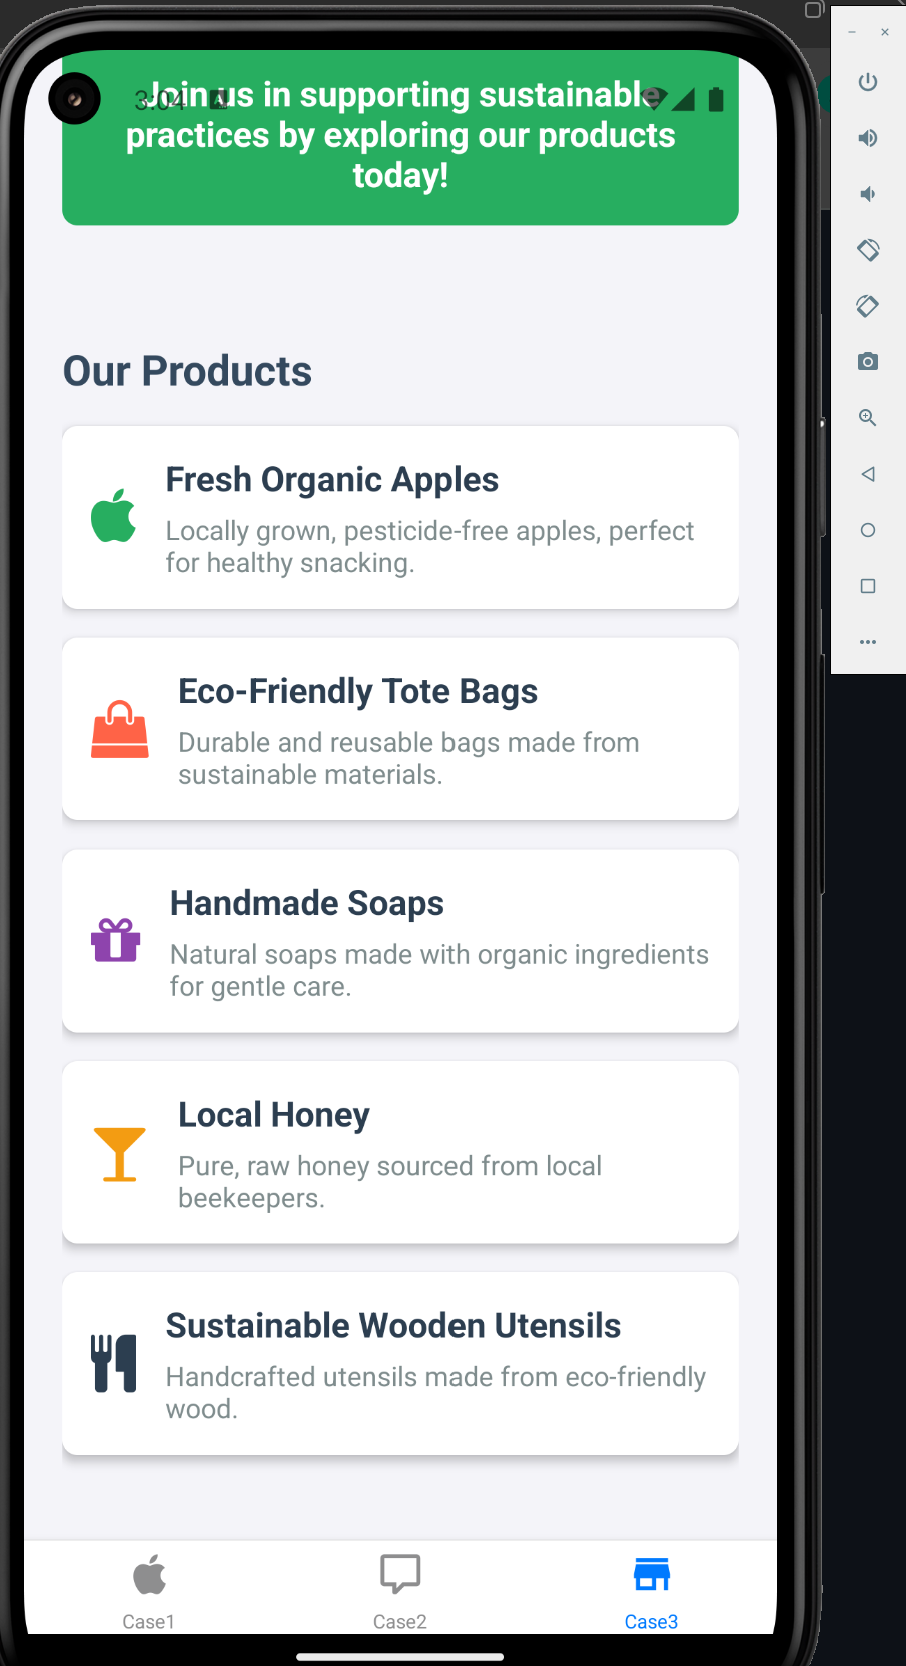 3:04
Join us in supporting sustainable
practices by exploring our products
today!
Our Products
Fresh Organic Apples
Locally grown, pesticide-free apples, perfect
for healthy snacking.
Eco-Friendly Tote Bags
Durable and reusable bags made from
sustainable materials.
Handmade Soaps
Natural soaps made with organic ingredients
for gentle care.
Local Honey
Pure, raw honey sourced from local
beekeepers.
Sustainable Wooden Utensils
Handcrafted utensils made from eco-friendly
wood.
Case1
Case2
Case3